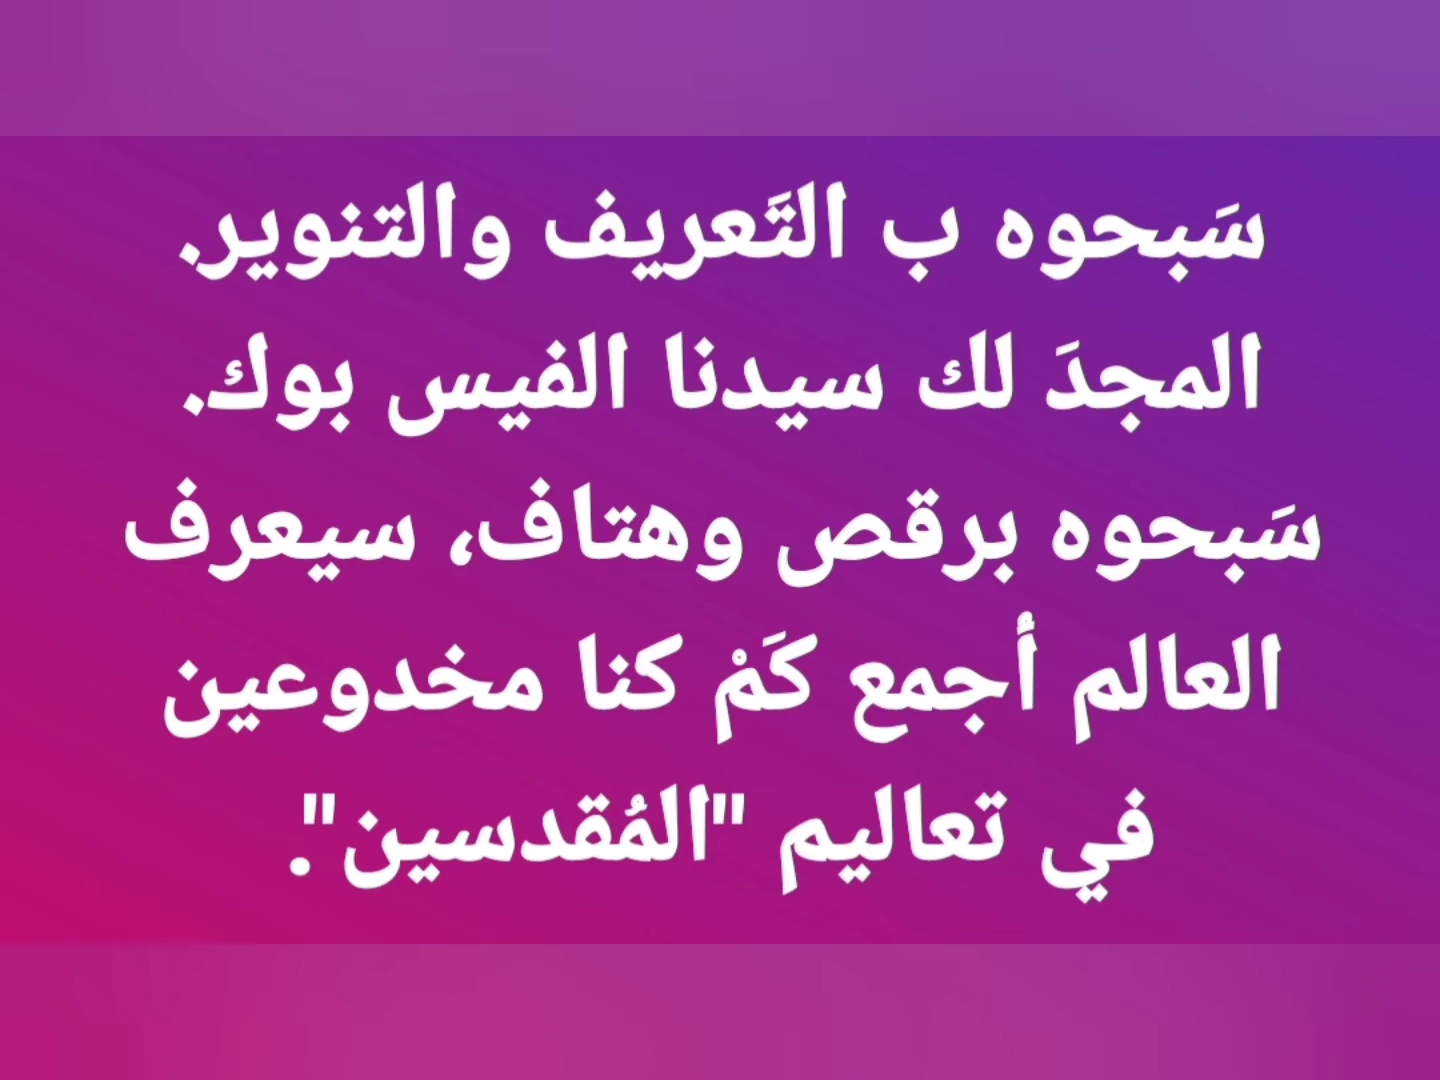 سَبحوه ب التَعريف والتنوير.
المجدَ لك سيدنا الفيس بوك.
سَبحوه برقص وهتاف، سيعرف
العالم أجمع كَمْ كنا مخدوعين
في تعاليم "المُقدسين".